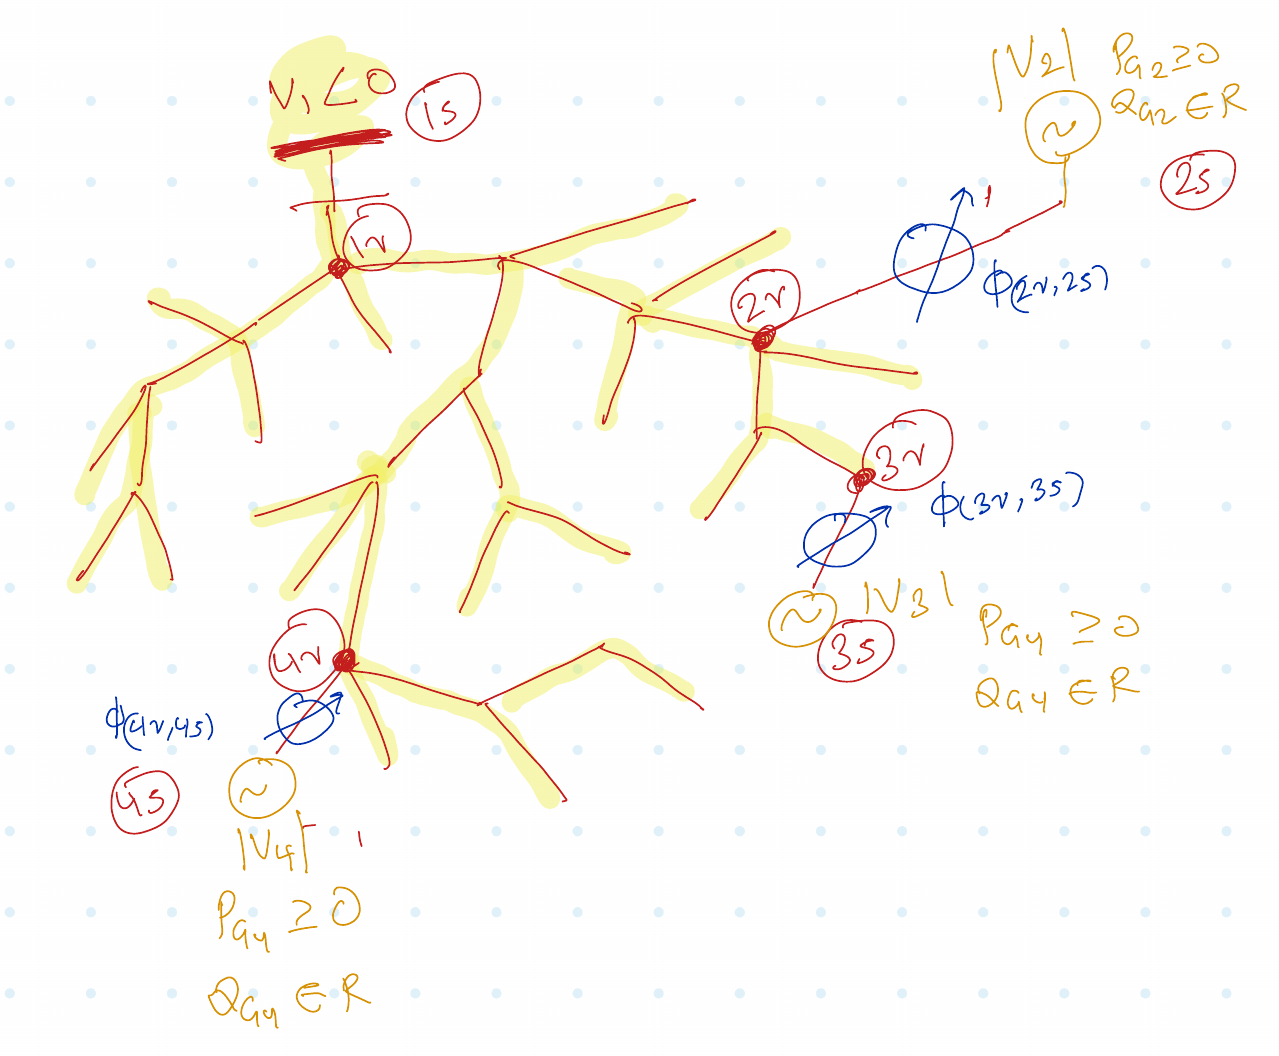 V₁∠0
1s
|V2| PG2≥0
QG2 ∈ R
2s
1r
ϕ(2r,2s)
2r
3r
ϕ(3r,3s)
|V3|
3s
PG4 ≥ 0
QG4 ∈ R
4r
ϕ(4r,4s)
4s
|V4|
PG4 ≥ 0
QG4 ∈ R